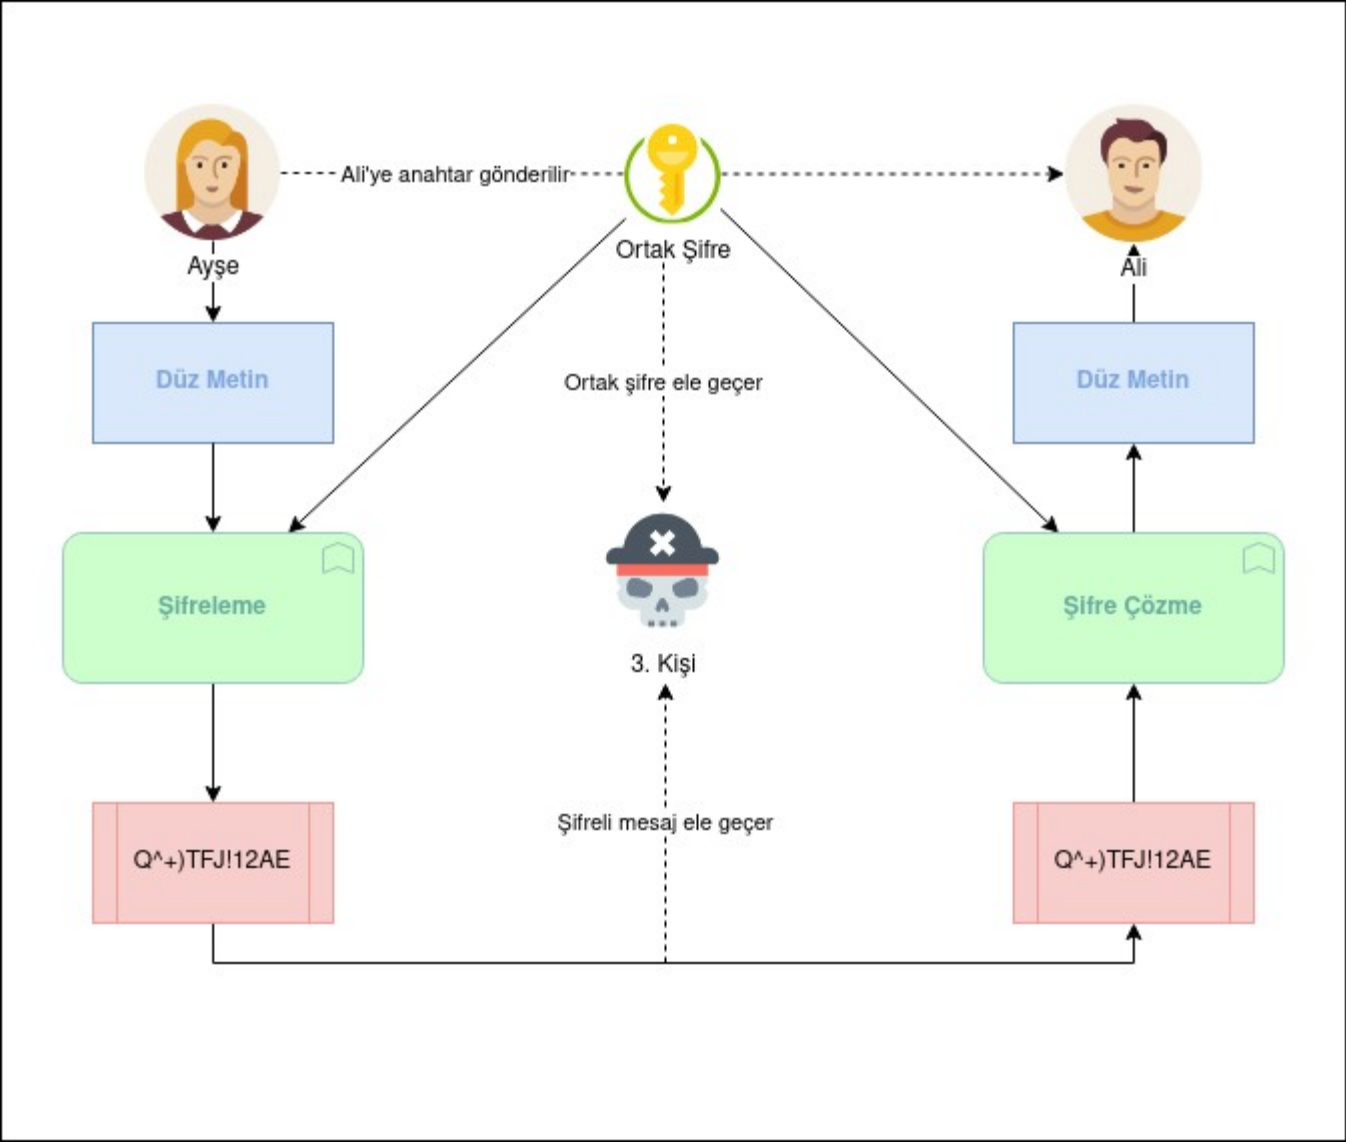 Ali'ye anahtar gönderilir
Ortak Şifre
Ayşe
Ali
Düz Metin
Ortak şifre ele geçer
Düz Metin
Şifreleme
Şifre Çözme
3. Kişi
Şifreli mesaj ele geçer
Q^+)TFJ!12AE
Q^+)TFJ!12AE